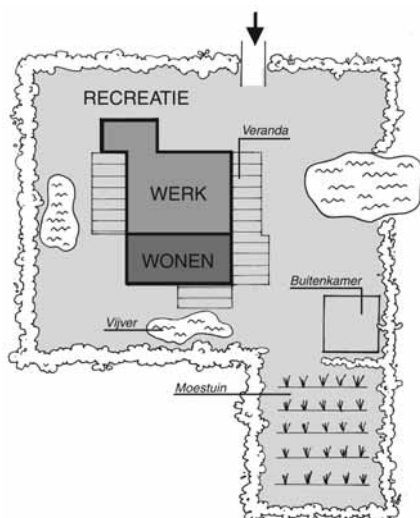 RECREATIE
Veranda
WERK
WONEN
Buitenkamer
Vijver
Moestuin